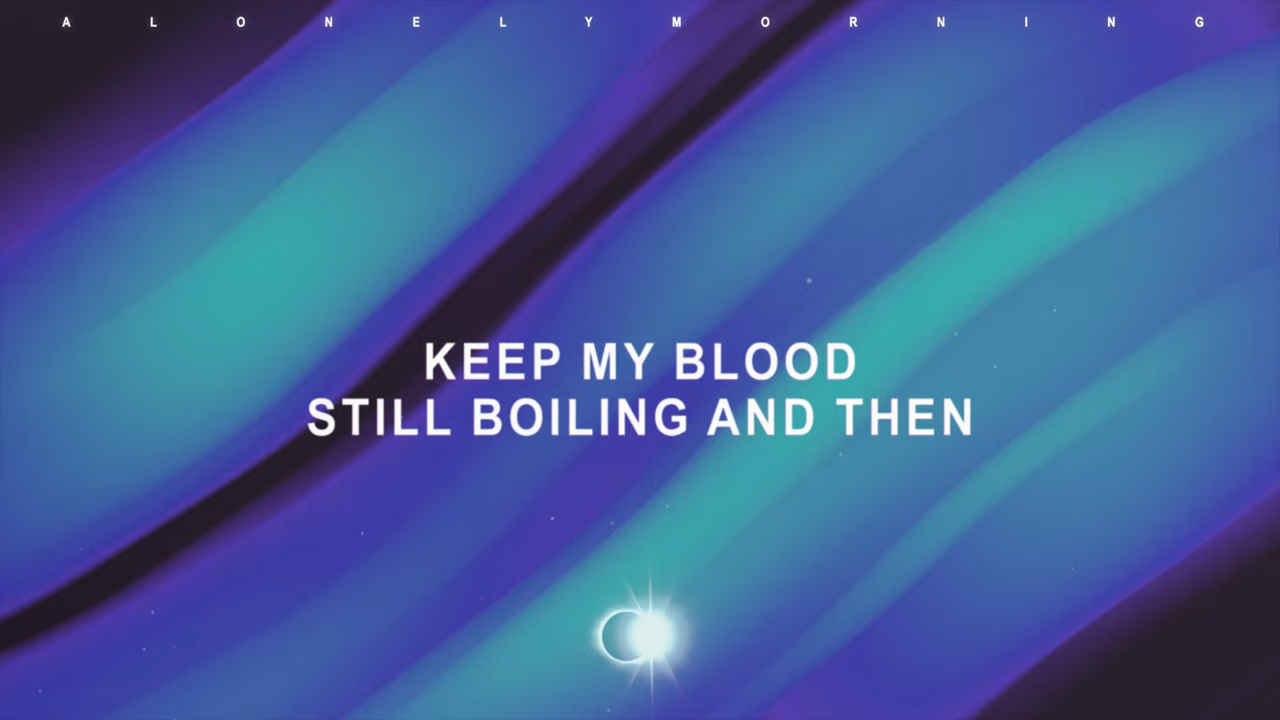 A L O N E L Y M O R N I N G
KEEP MY BLOOD
STILL BOILING AND THEN